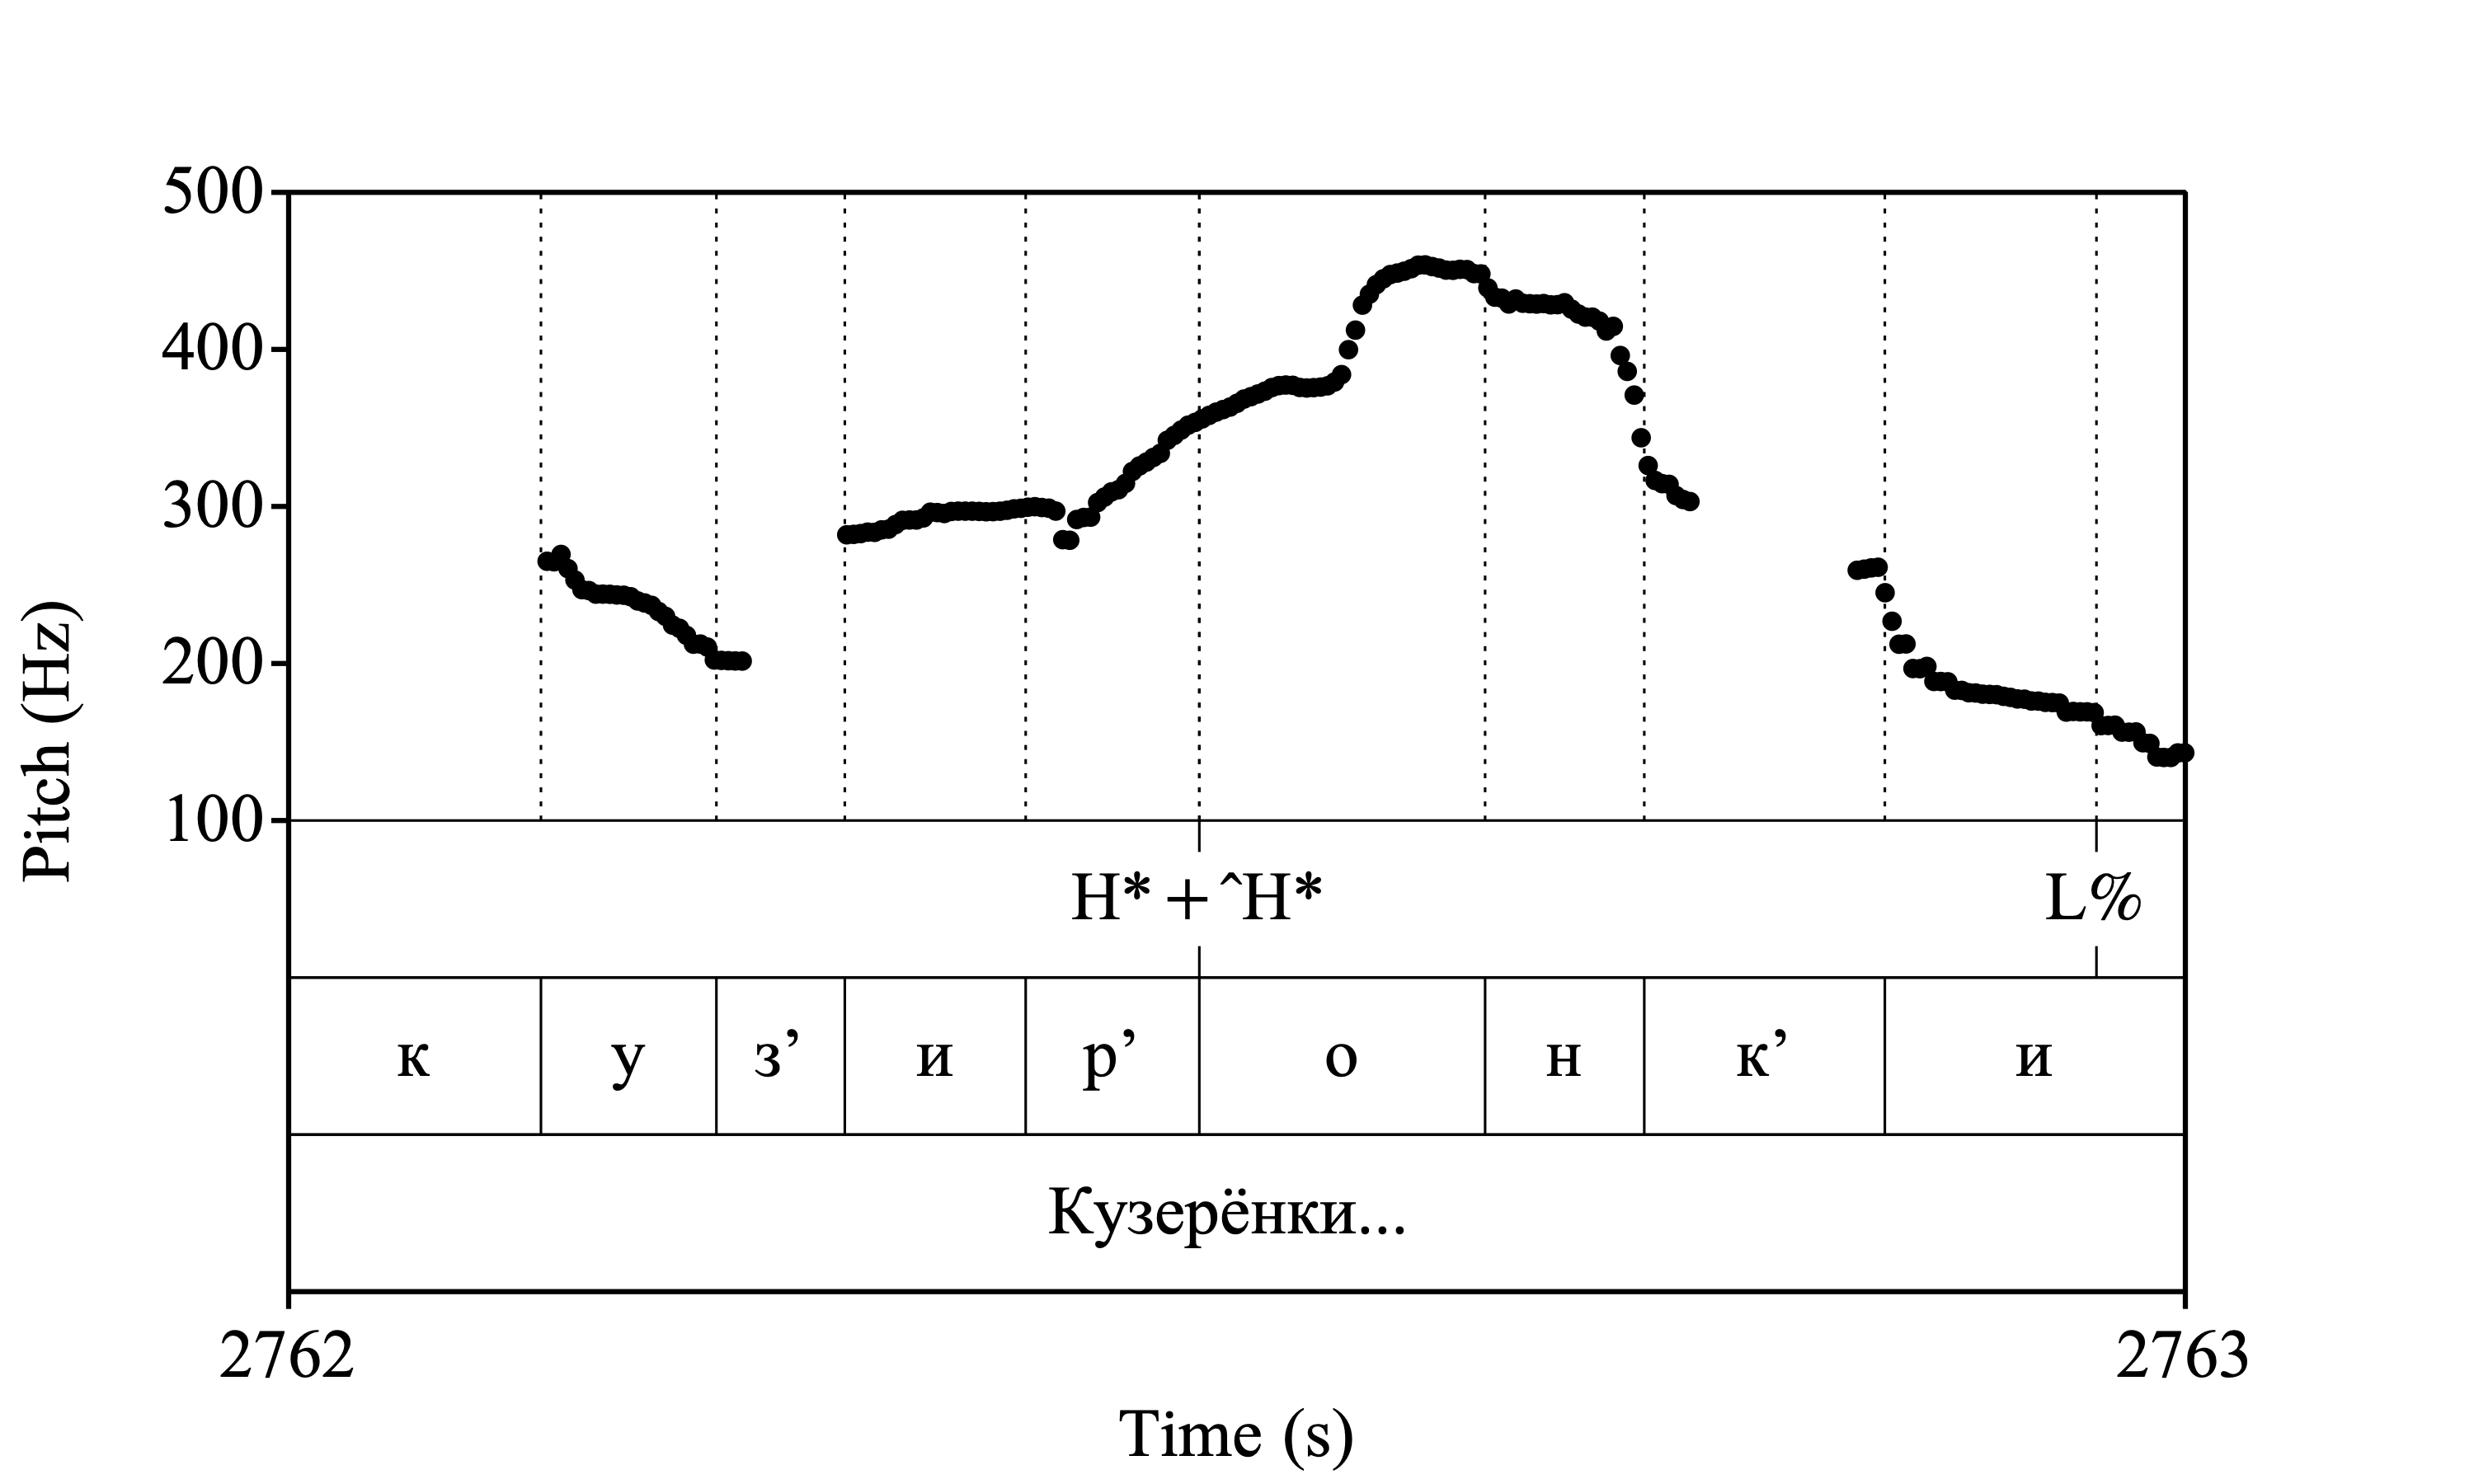 500
400
300
200
100
Pitch (Hz)
H* + ^H* L%
к у з’ и р’ о н к’ и
Кузерёнки...
2762 2763
Time (s)